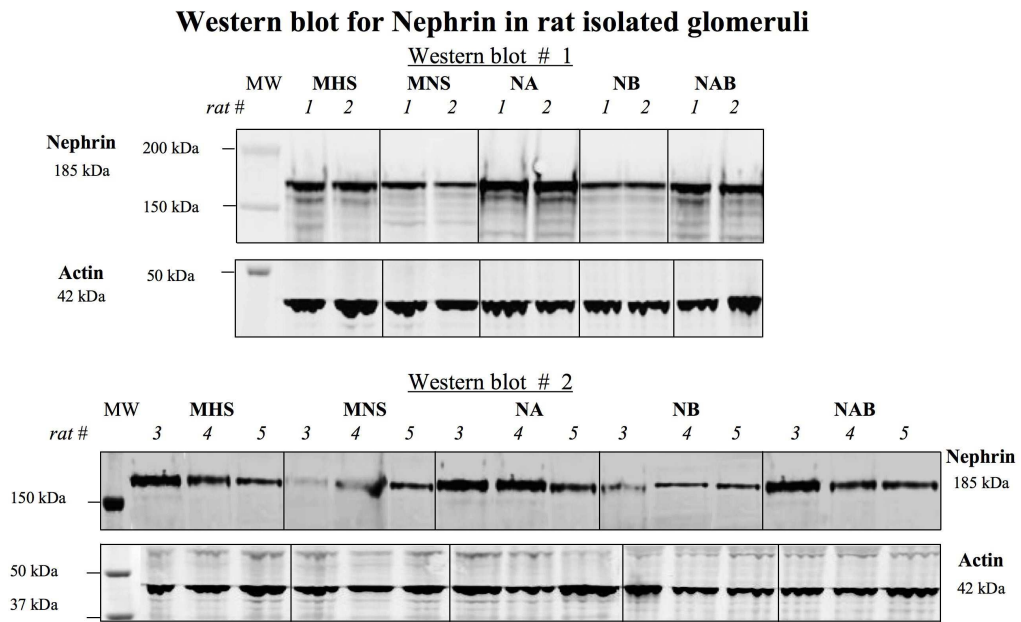 Western blot for Nephrin in rat isolated glomeruli
Western blot # 1
MW MHS MNS NA NB NAB
rat # 1 2 1 2 1 2 1 2 1 2
Nephrin
185 kDa
200 kDa
150 kDa
Actin
42 kDa
50 kDa
Western blot # 2
MW MHS MNS NA NB NAB
rat # 3 4 5 3 4 5 3 4 5 3 4 5 3 4 5
Nephrin
185 kDa
150 kDa
50 kDa
37 kDa
Actin
42 kDa